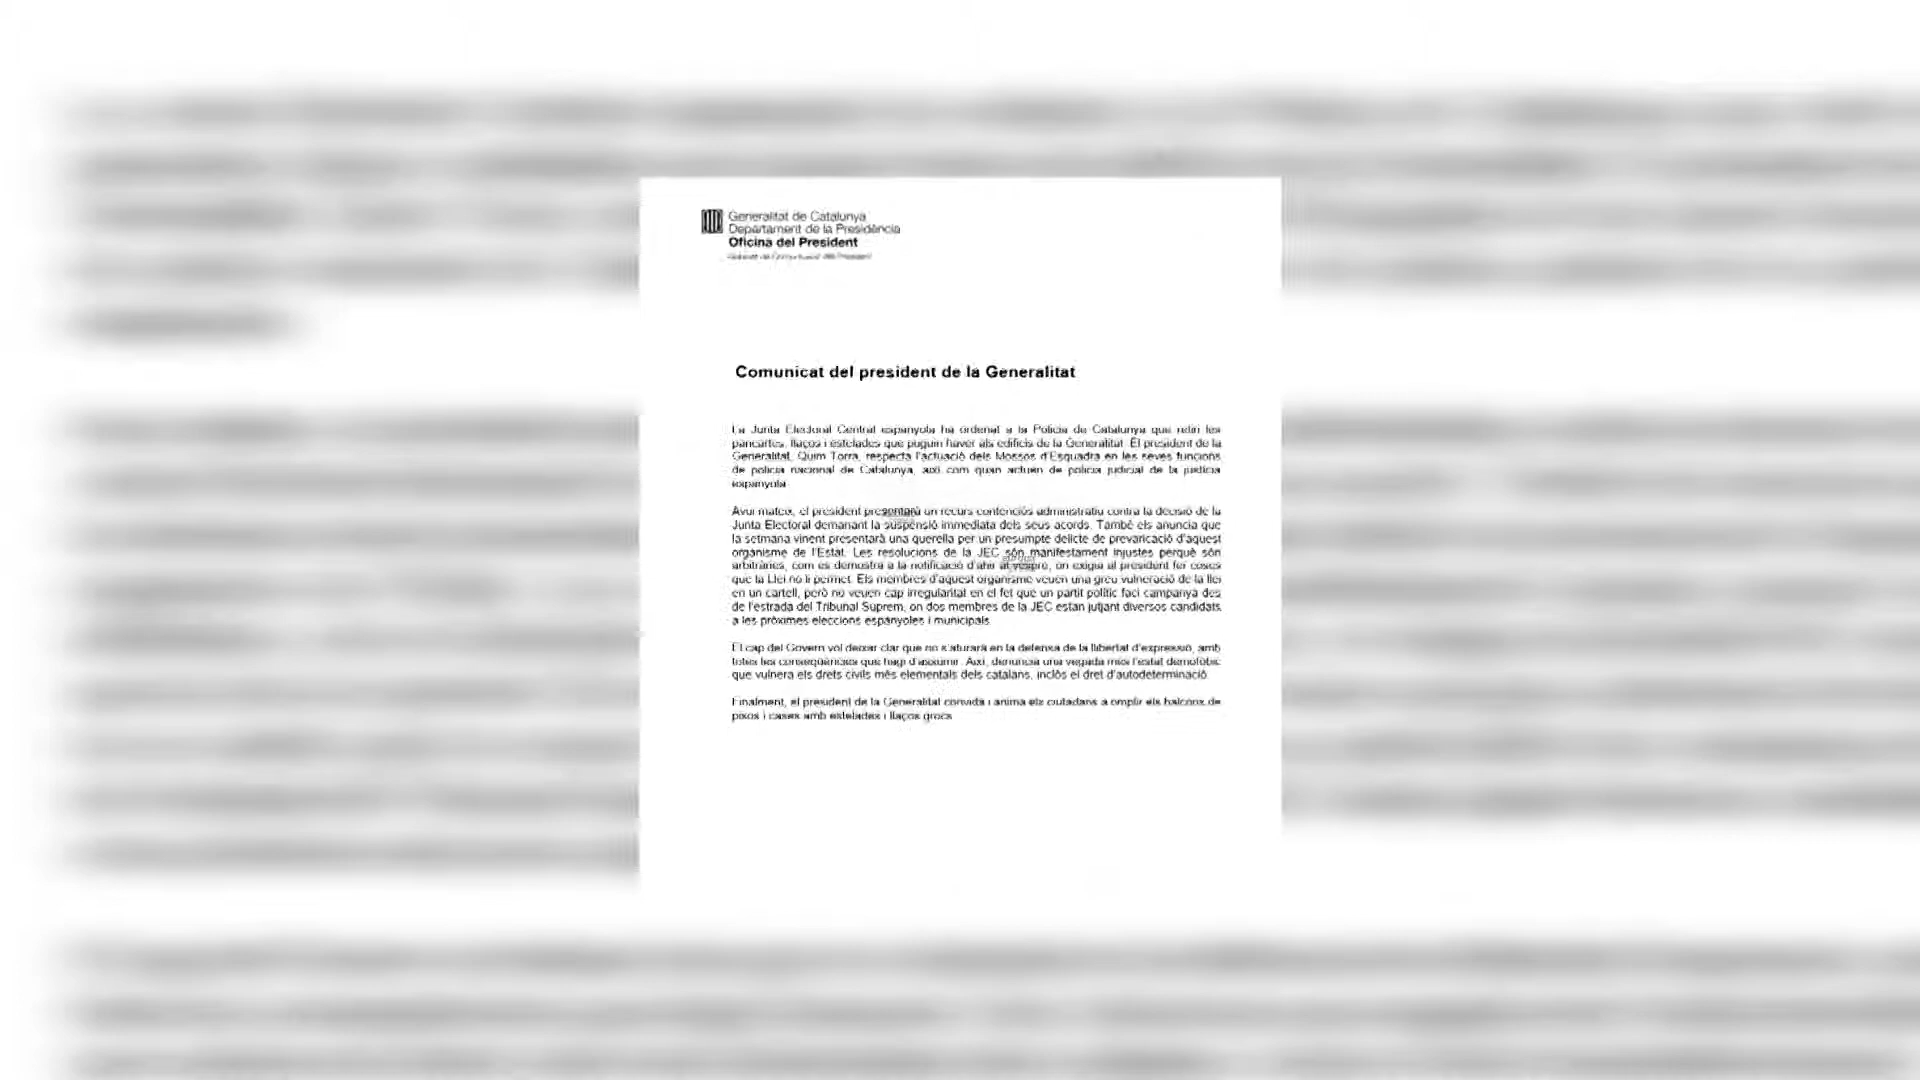 Generalitat de Catalunya
Departament de la Presidència
Oficina del President
Gabinet de Comunicació del President
Comunicat del president de la Generalitat
La Junta Electoral Central espanyola ha ordenat a la Policia de Catalunya que retiri les
pancartes, llaços i estelades que puguin haver als edificis de la Generalitat. El president de la
Generalitat, Quim Torra, respecta l'actuació dels Mossos d'Esquadra en les seves funcions
de policia nacional de Catalunya, així com quan actuen de policia judicial de la justícia
espanyola.
Avui mateix, el president presentarà un recurs contenciós administratiu contra la decisió de la
Junta Electoral demanant la suspensió immediata dels seus acords. També els anuncia que
la setmana vinent presentarà una querella per un presumpte delicte de prevaricació d'aquest
organisme de l'Estat. Les resolucions de la JEC són manifestament injustes perquè són
arbitràries, com es demostra a la notificació d'ahir al vespre, on exigia al president fer coses
que la Llei no li permet. Els membres d'aquest organisme veuen una greu vulneració de la llei
en un cartell, però no veuen cap irregularitat en el fet que un partit polític faci campanya des
de l'estrada del Tribunal Suprem, on dos membres de la JEC estan jutjant diversos candidats
a les pròximes eleccions espanyoles i municipals.
El cap del Govern vol deixar clar que no s'aturarà en la defensa de la llibertat d'expressió, amb
totes les conseqüències que hagi d'assumir. Així, denuncia una vegada més l'estat demofòbic
que vulnera els drets civils més elementals dels catalans, inclòs el dret d'autodeterminació.
Finalment, el president de la Generalitat convida i anima els ciutadans a omplir els balcons de
pisos i cases amb estelades i llaços grocs.